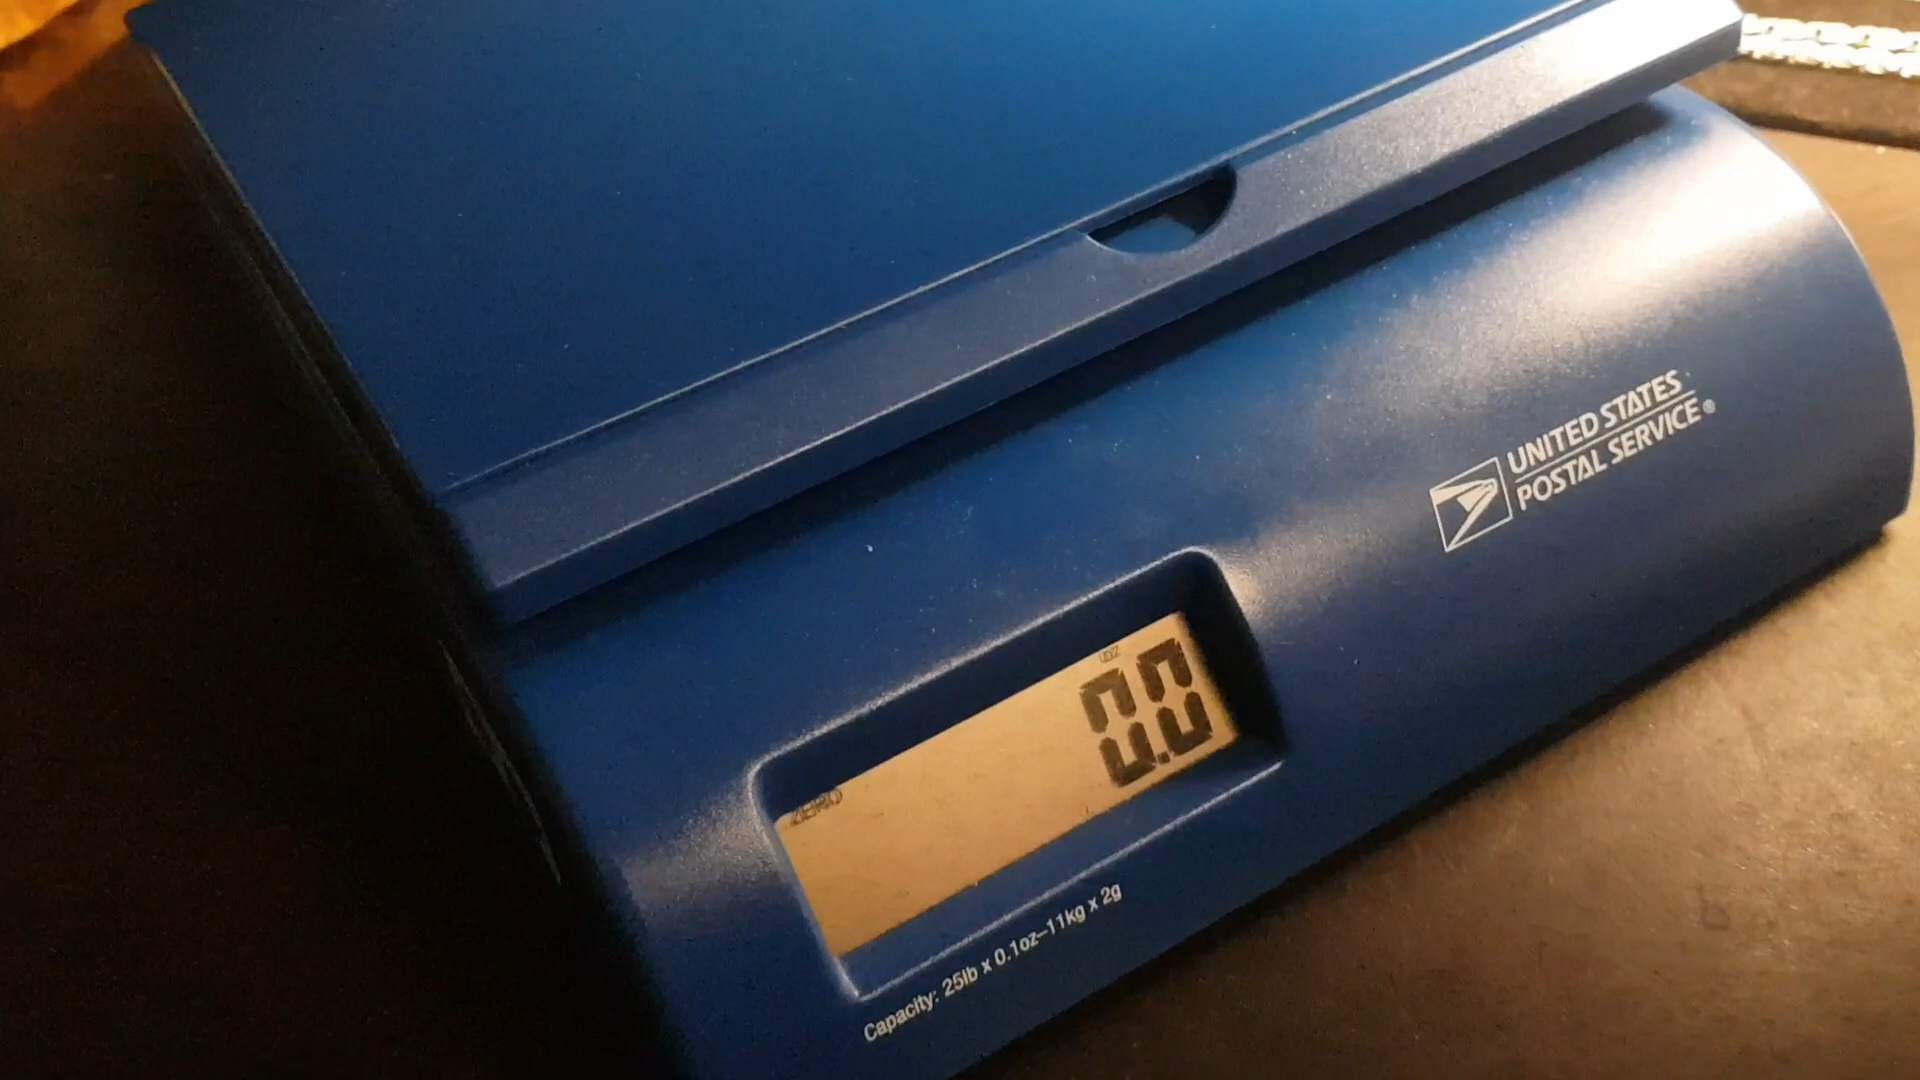 UNITED STATES
POSTAL SERVICE®
OZ
0.0
ZERO
Capacity: 25lb x 0.1oz–11kg x 2g